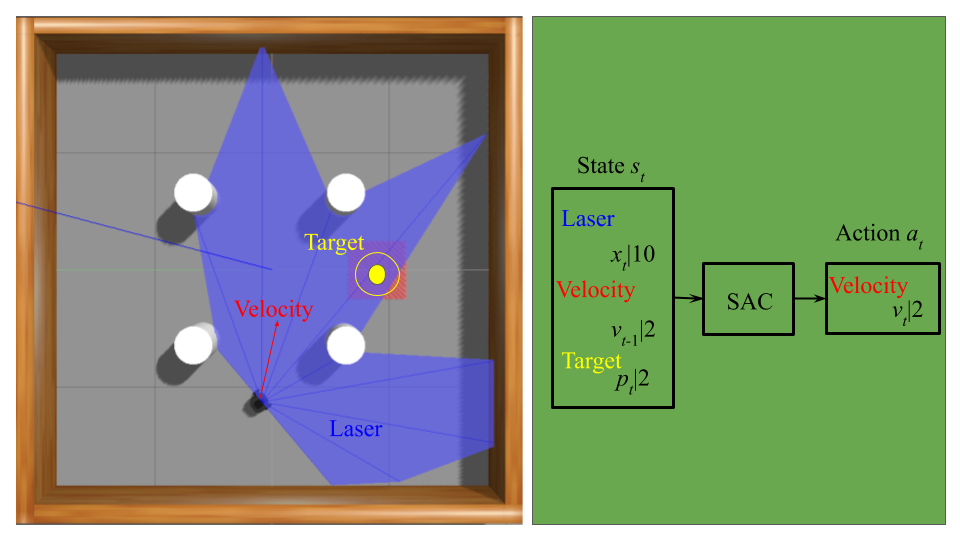 Target
Velocity
Laser
State s_t
Laser
x_t|10
Velocity
v_{t-1}|2
Target
p_t|2
SAC
Action a_t
Velocity
v_t|2